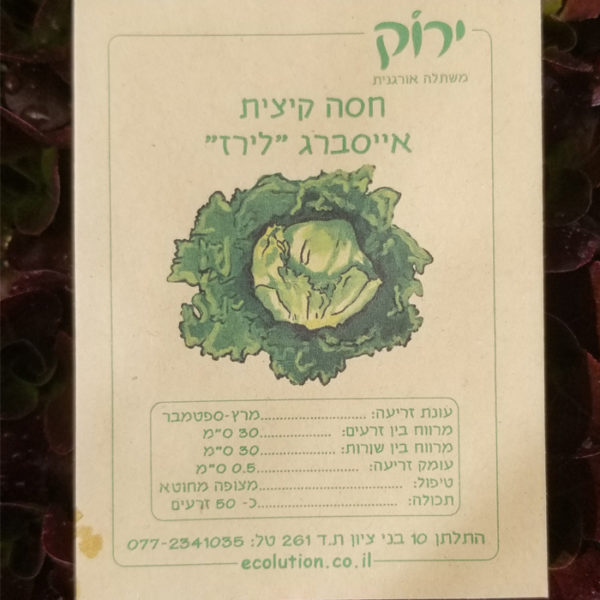 ירוק
משתלה אורגנית
חסה קיצית
אייסברג "לירז"
עונת זריעה: ..........................מרץ-ספטמבר
מרווח בין זרעים: ..................30 ס"מ
מרווח בין שורות: ..................30 ס"מ
עומק זריעה: ..........................0.5 ס"מ
טיפול: ....................................מצופה מחוטא
תכולה: ...................................כ- 50 זרעים
התלתן 10 בני ציון ת.ד 261 טל: 077-2341035
ecolution.co.il